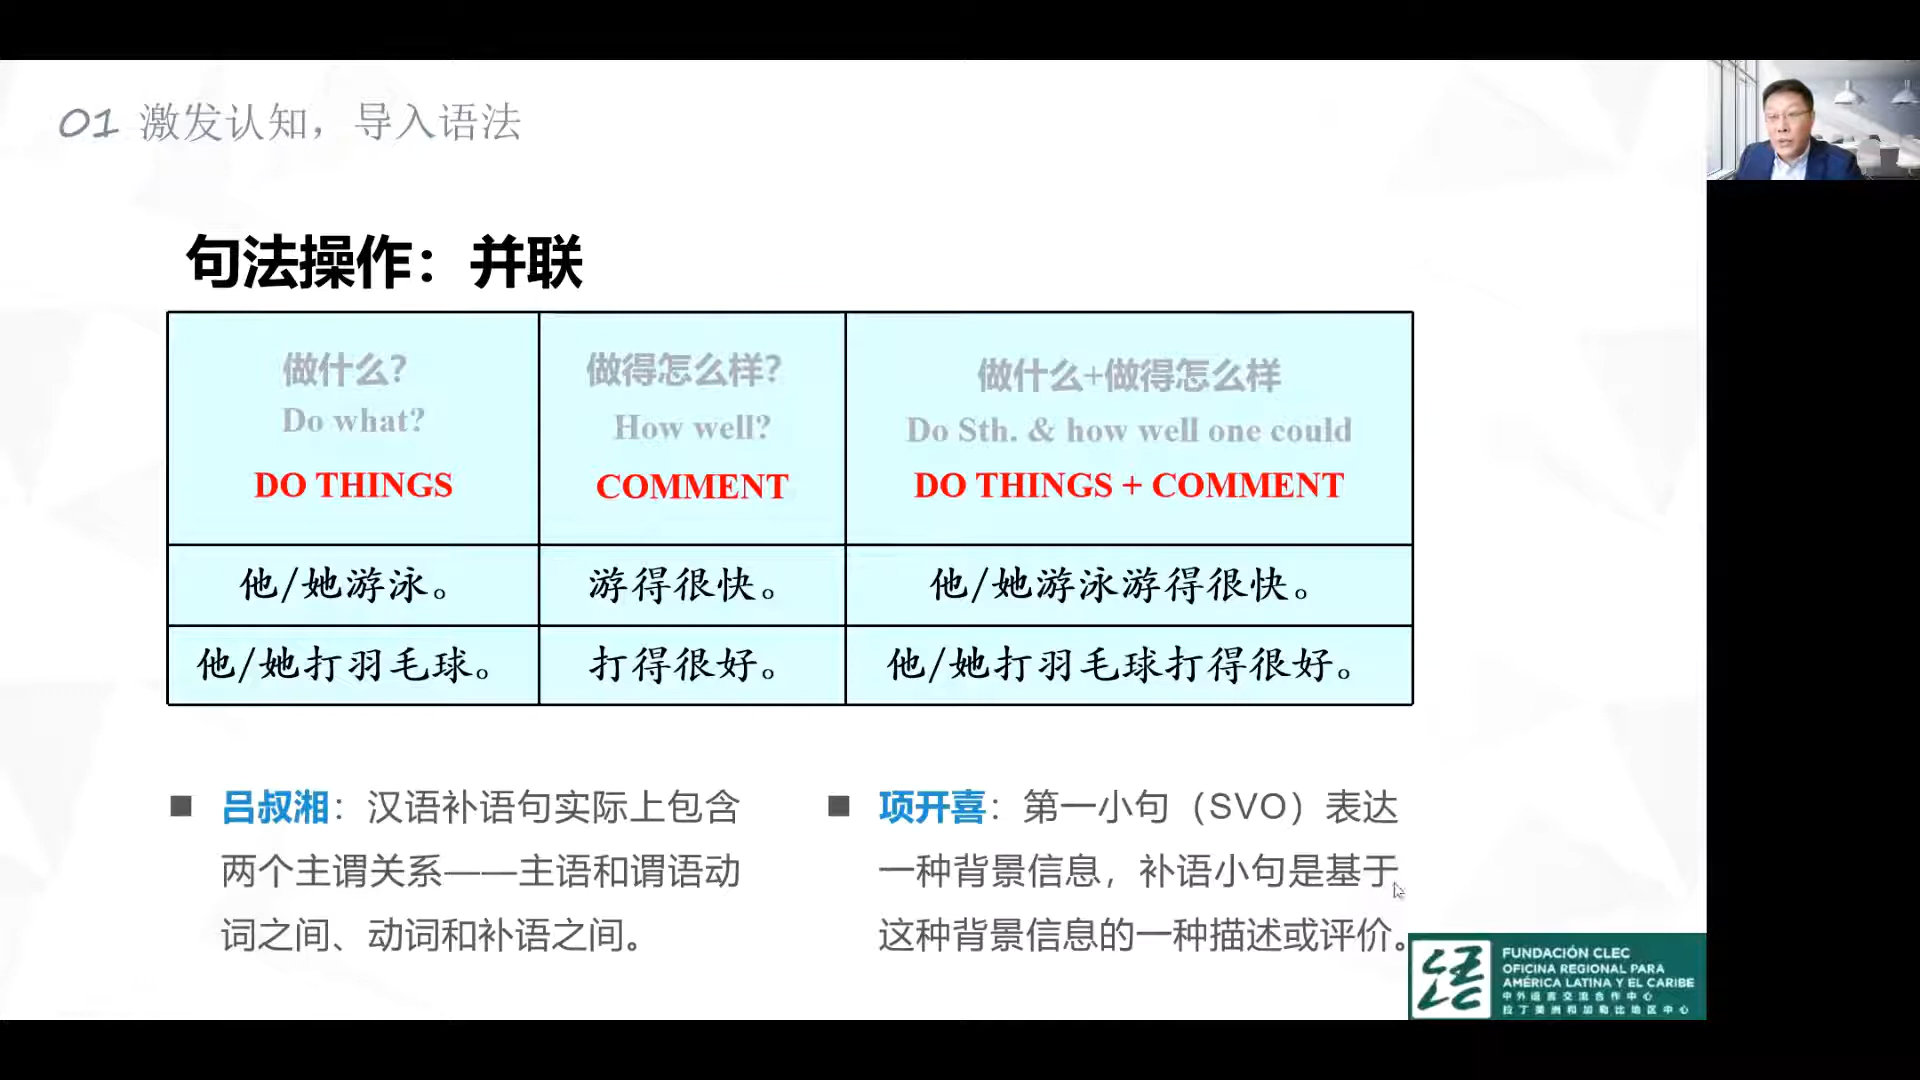 01 激发认知，导入语法
句法操作：并联
做什么?
Do what?
DO THINGS
做得怎么样?
How well?
COMMENT
做什么+做得怎么样
Do Sth. & how well one could
DO THINGS + COMMENT
他/她游泳。
游得很快。
他/她游泳游得很快。
他/她打羽毛球。
打得很好。
他/她打羽毛球打得很好。
■ 吕叔湘：汉语补语句实际上包含
两个主谓关系——主语和谓语动
词之间、动词和补语之间。
■ 项开喜：第一小句（SVO）表达
一种背景信息，补语小句是基于
这种背景信息的一种描述或评价。
FUNDACIÓN CLEC
OFICINA REGIONAL PARA
AMÉRICA LATINA Y EL CARIBE
中外语言交流合作中心
拉丁美洲和加勒比地区中心